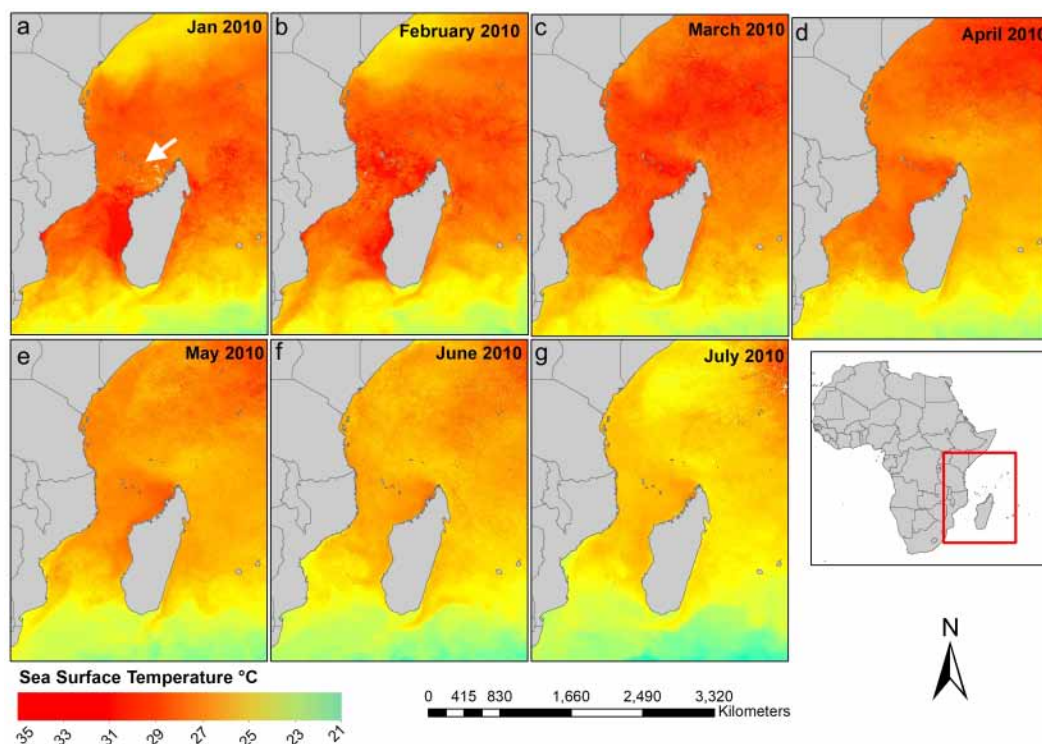 a
Jan 2010
b
February 2010
c
March 2010
d
April 2010
e
May 2010
f
June 2010
g
July 2010
Sea Surface Temperature °C
35 33 31 29 27 25 23 21
0 415 830 1,660 2,490 3,320
Kilometers
N